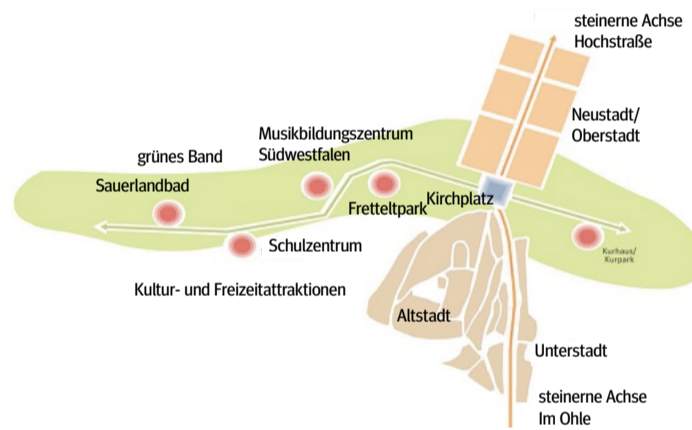 steinerne Achse
Hochstraße
Neustadt/
Oberstadt
Musikbildungszentrum
Südwestfalen
grünes Band
Sauerlandbad
Fretteltpark
Kirchplatz
Schulzentrum
Kurhaus/
Kurpark
Kultur- und Freizeitattraktionen
Altstadt
Unterstadt
steinerne Achse
Im Ohle